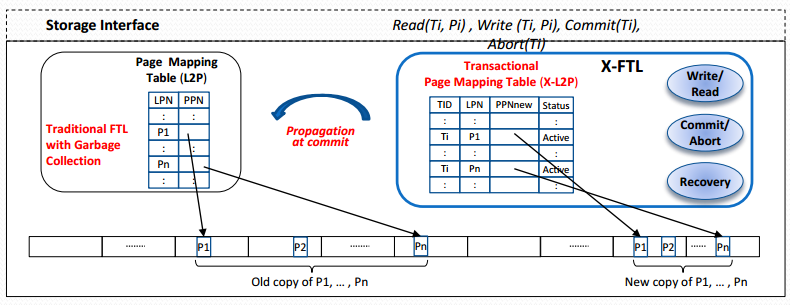 Storage Interface
Read(Ti, Pi) , Write (Ti, Pi), Commit(Ti),
Abort(Ti)
Page Mapping
Table (L2P)
LPN PPN
: :
P1
: :
Pn
: :
Traditional FTL
with Garbage
Collection
Propagation
at commit
Transactional
Page Mapping Table (X-L2P)
X-FTL
TID LPN PPNnew Status
: : :
Ti P1 Active
: : :
Ti Pn Active
: : :
Write/
Read
Commit/
Abort
Recovery
........ P1 P2 ........ Pn ........ P1 P2 ...... Pn
Old copy of P1, ... , Pn
New copy of P1, ... , Pn